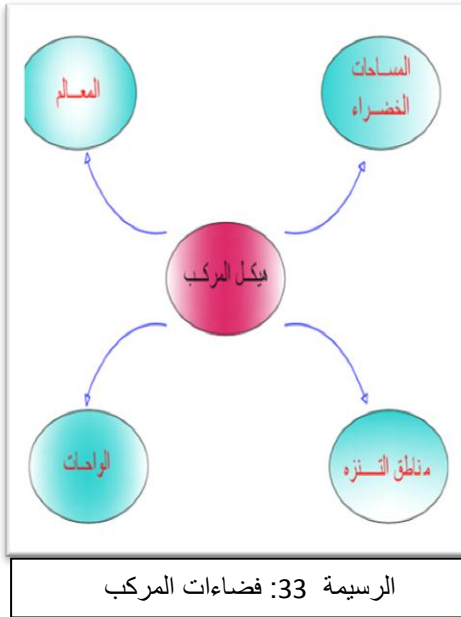 المساحات
الخضراء
المعالم
هيكل المركب
مناطق التنزه
الواحات
الرسيمة 33: فضاءات المركب